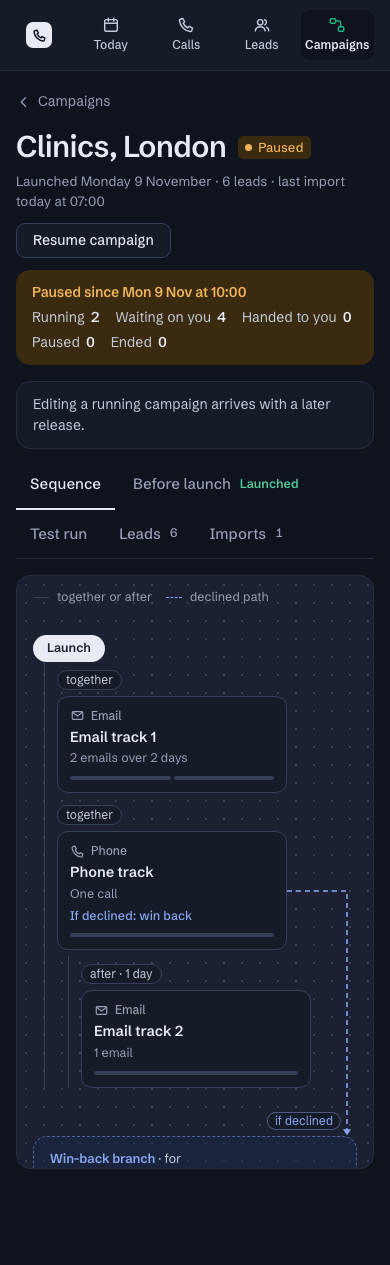 Today
Calls
Leads
Campaigns
Campaigns
Clinics, London
Paused
Launched Monday 9 November · 6 leads · last import
today at 07:00
Resume campaign
Paused since Mon 9 Nov at 10:00
Running 2 Waiting on you 4 Handed to you 0
Paused 0 Ended 0
Editing a running campaign arrives with a later
release.
Sequence
Before launch Launched
Test run
Leads 6
Imports 1
together or after
declined path
Launch
together
Email
Email track 1
2 emails over 2 days
together
Phone
Phone track
One call
If declined: win back
after · 1 day
Email
Email track 2
1 email
if declined
Win-back branch · for